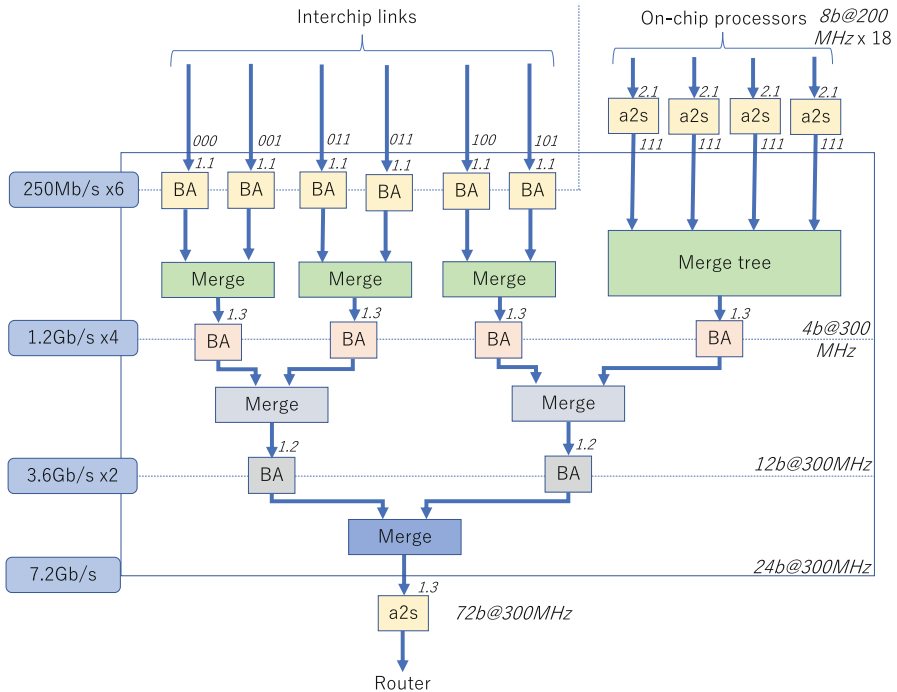 Interchip links
On-chip processors
8b@200
MHz x 18
2.1 2.1 2.1 2.1
a2s a2s a2s a2s
000 001 011 011 100 101
111 111 111 111
1.1 1.1 1.1 1.1 1.1 1.1
250Mb/s x6
BA BA BA BA BA BA
Merge Merge Merge
Merge tree
1.3 1.3 1.3 1.3
1.2Gb/s x4
BA BA BA BA
4b@300
MHz
Merge Merge
1.2 1.2
3.6Gb/s x2
BA BA
12b@300MHz
Merge
7.2Gb/s
24b@300MHz
1.3
a2s
72b@300MHz
Router